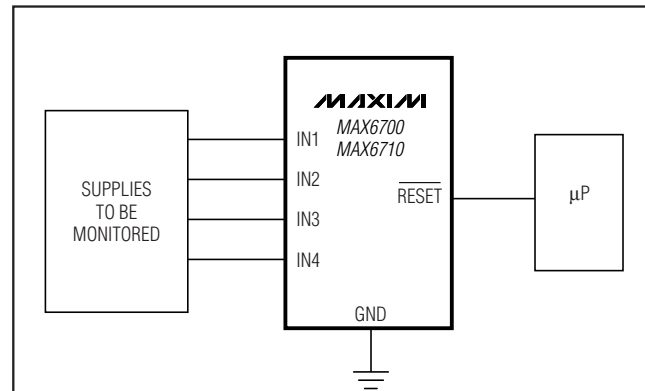 MAXIM
MAX6700
MAX6710
SUPPLIES
TO BE
MONITORED
IN1
IN2
IN3
IN4
RESET
GND
μP